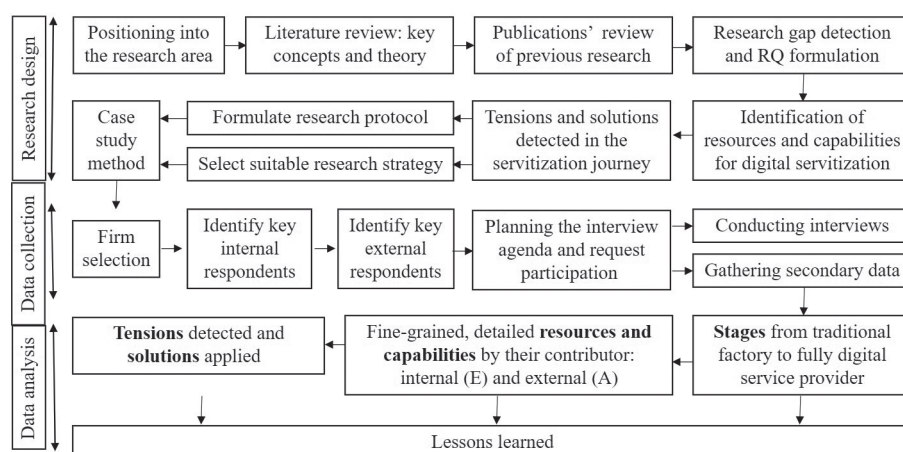 Research design
Positioning into
the research area
Literature review: key
concepts and theory
Publications’ review
of previous research
Research gap detection
and RQ formulation
Case
study
method
Formulate research protocol
Select suitable research strategy
Tensions and solutions
detected in the
servitization journey
Identification of
resources and capabilities
for digital servitization
Data collection
Firm
selection
Identify key
internal
respondents
Identify key
external
respondents
Planning the interview
agenda and request
participation
Conducting interviews
Gathering secondary data
Data analysis
Tensions detected and
solutions applied
Fine-grained, detailed resources and
capabilities by their contributor:
internal (E) and external (A)
Stages from traditional
factory to fully digital
service provider
Lessons learned